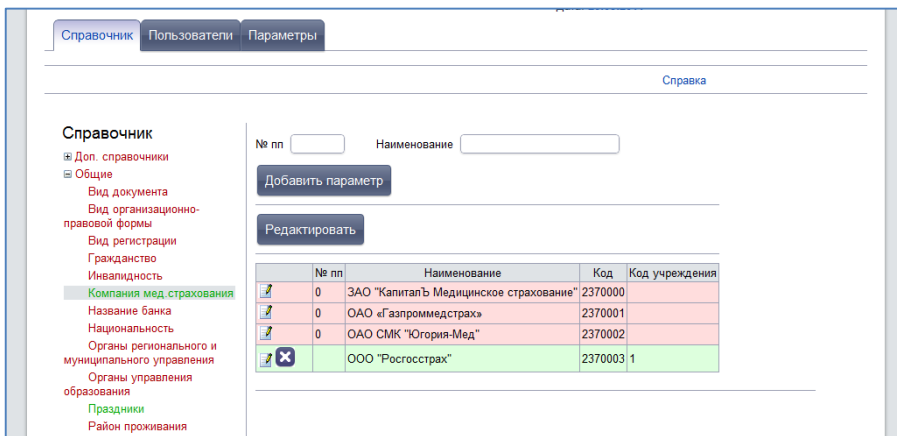 Справочник Пользователи Параметры
Справка
Справочник
Доп. справочники
Общие
Вид документа
Вид организационно-
правовой формы
Вид регистрации
Гражданство
Инвалидность
Компания мед.страхования
Название банка
Национальность
Органы регионального и
муниципального управления
Органы управления
образования
Праздники
Район проживания
№ пп Наименование
Добавить параметр
Редактировать
№ пп Наименование Код Код учреждения
0 ЗАО "КапиталЪ Медицинское страхование" 2370000
0 ОАО «Газпроммедстрах» 2370001
0 ОАО СМК "Югория-Мед" 2370002
ООО "Росгосстрах" 2370003 1